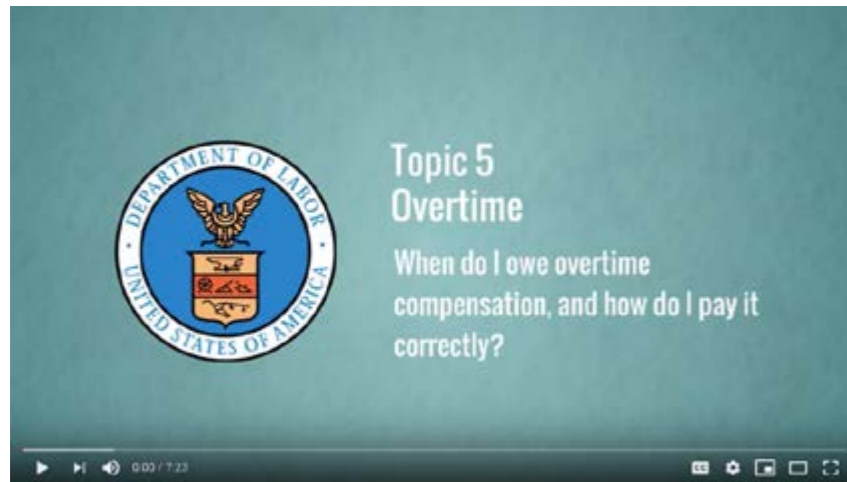 DEPARTMENT OF LABOR
UNITED STATES OF AMERICA
Topic 5
Overtime
When do I owe overtime
compensation, and how do I pay it
correctly?
0:00 / 7:23
CC